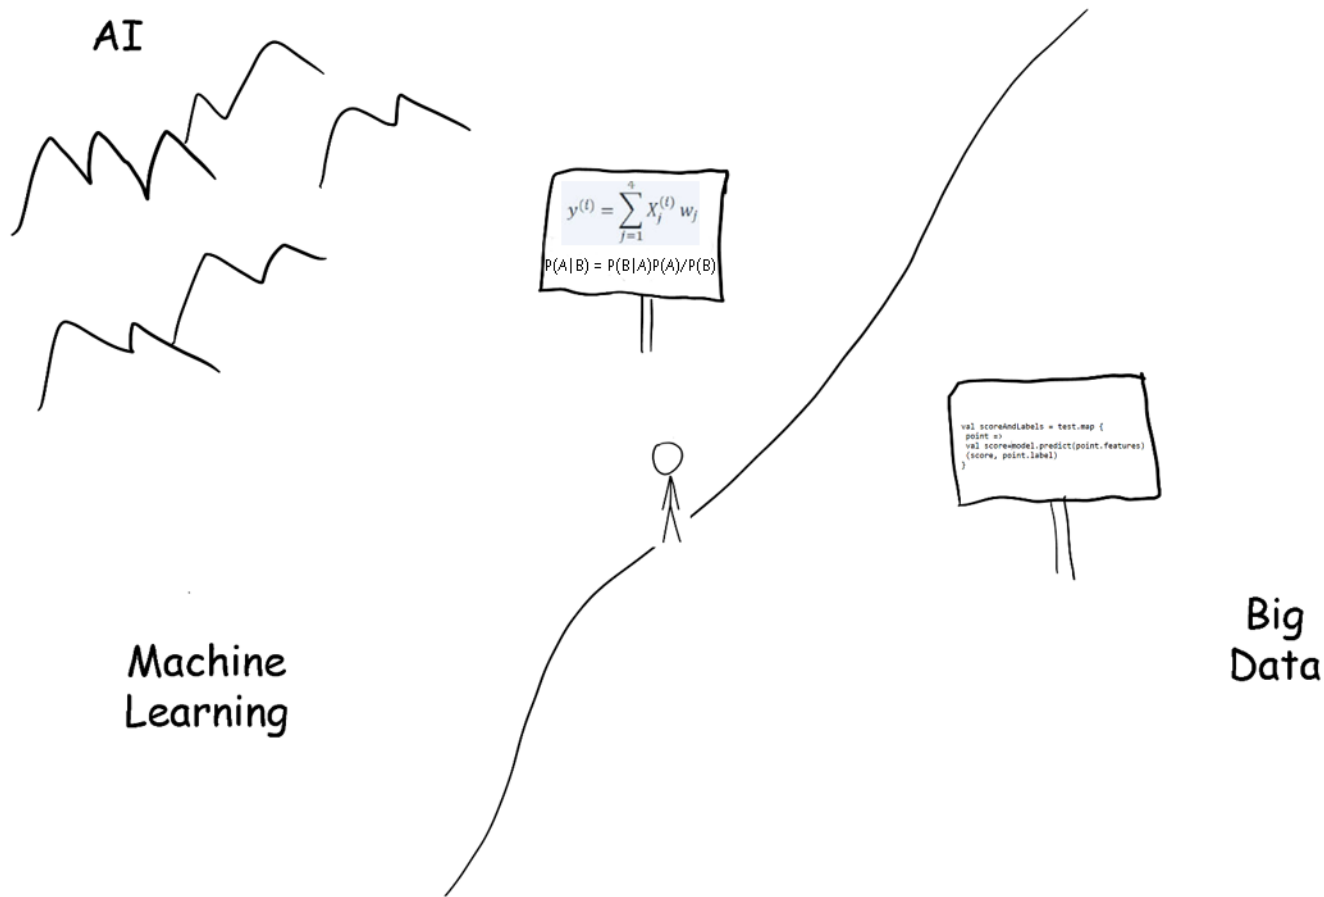 AI
y^(i) = ∑_{j=1}^{q} X_j^(i) w_j
P(A|B) = P(B|A)P(A)/P(B)
val scoreAndLabels = test.map {
point =>
val score=model.predict(point.features)
(score, point.label)
}
Big
Data
Machine
Learning